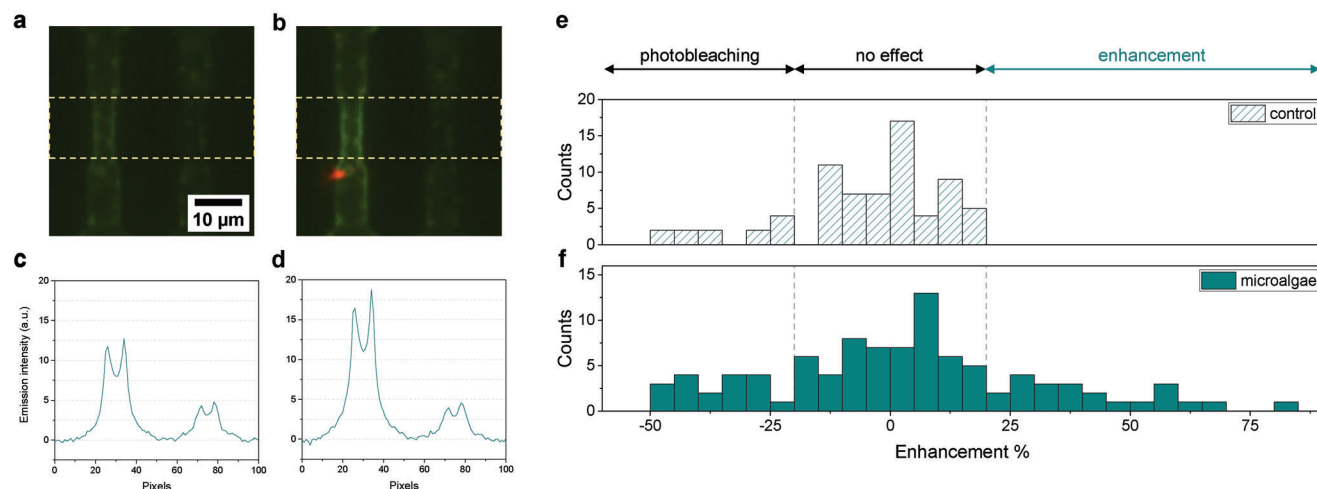 a
b
10 µm
c
d
Emission intensity (a.u.)
20
15
10
5
0
0 20 40 60 80 100
Pixels
20
15
10
5
0
0 20 40 60 80 100
Pixels
e
photobleaching no effect enhancement
control
Counts
20
15
10
5
0
f
microalgae
Counts
15
10
5
0
-50 -25 0 25 50 75
Enhancement %